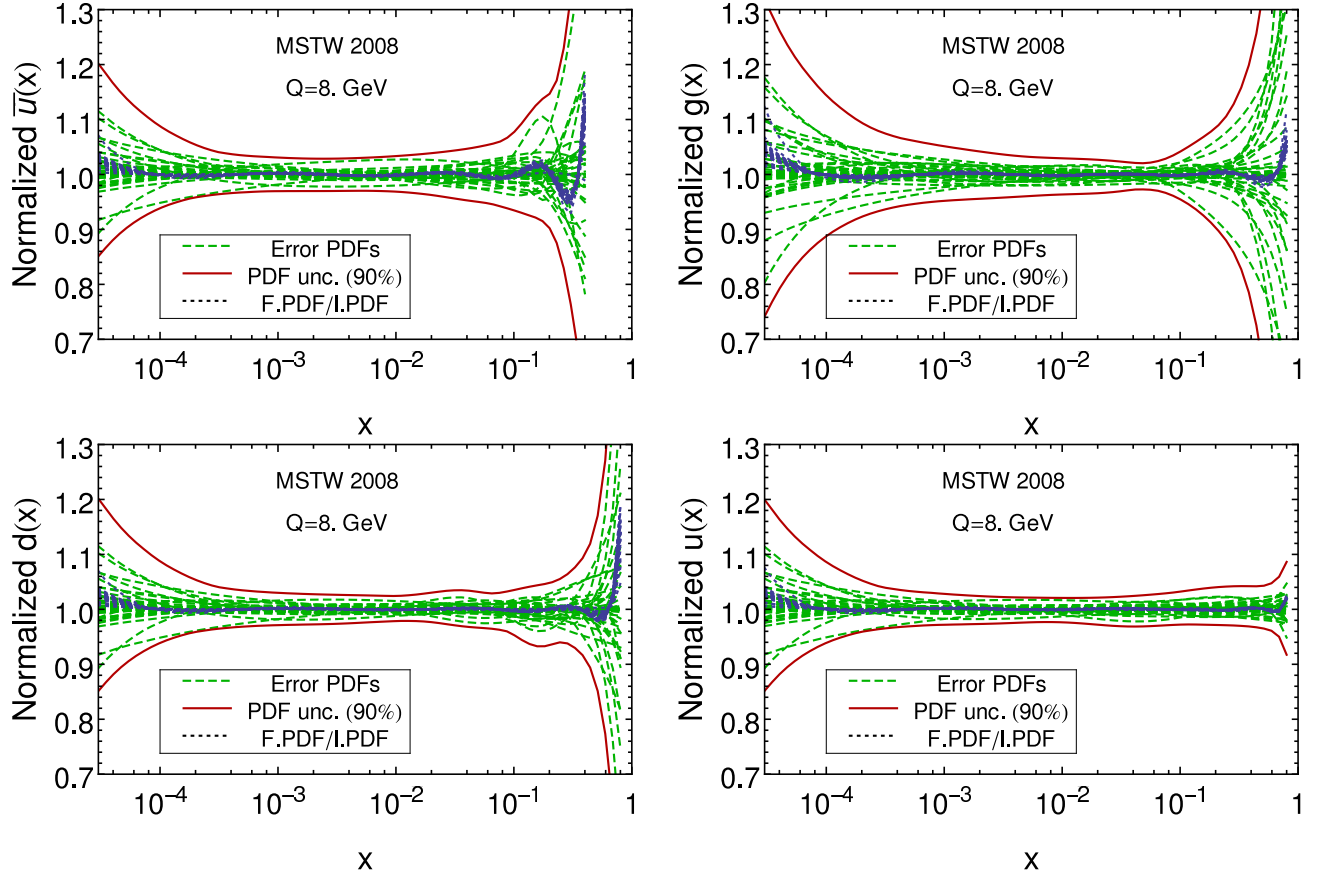 1.3
1.2
1.1
1.0
0.9
0.8
0.7
Normalized u̅(x)
MSTW 2008
Q=8. GeV
Error PDFs
PDF unc. (90%)
F.PDF/I.PDF
10⁻⁴ 10⁻³ 10⁻² 10⁻¹ 1
x
1.3
1.2
1.1
1.0
0.9
0.8
0.7
Normalized g(x)
MSTW 2008
Q=8. GeV
Error PDFs
PDF unc. (90%)
F.PDF/I.PDF
10⁻⁴ 10⁻³ 10⁻² 10⁻¹ 1
x
1.3
1.2
1.1
1.0
0.9
0.8
0.7
Normalized d(x)
MSTW 2008
Q=8. GeV
Error PDFs
PDF unc. (90%)
F.PDF/I.PDF
10⁻⁴ 10⁻³ 10⁻² 10⁻¹ 1
x
1.3
1.2
1.1
1.0
0.9
0.8
0.7
Normalized u(x)
MSTW 2008
Q=8. GeV
Error PDFs
PDF unc. (90%)
F.PDF/I.PDF
10⁻⁴ 10⁻³ 10⁻² 10⁻¹ 1
x